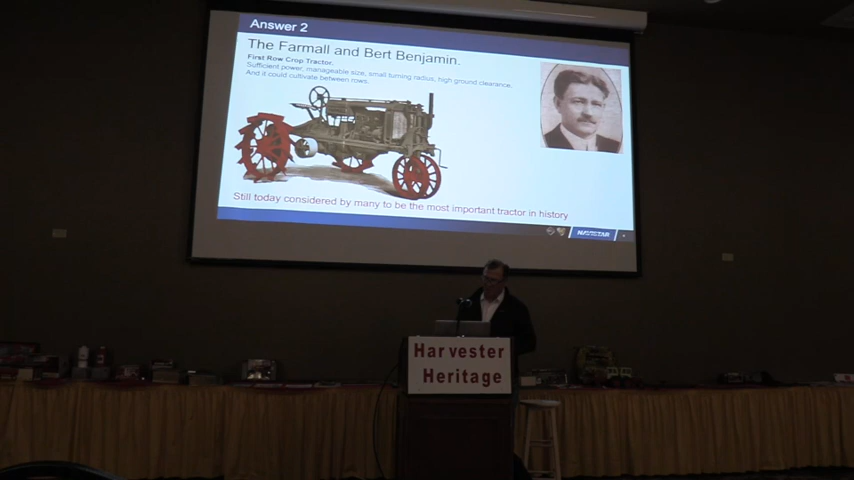 Answer 2
The Farmall and Bert Benjamin.
First Row Crop Tractor.
Sufficient power, manageable size, small turning radius, high ground clearance,
And it could cultivate between rows.
Still today considered by many to be the most important tractor in history
NAVISTAR
Harvester
Heritage